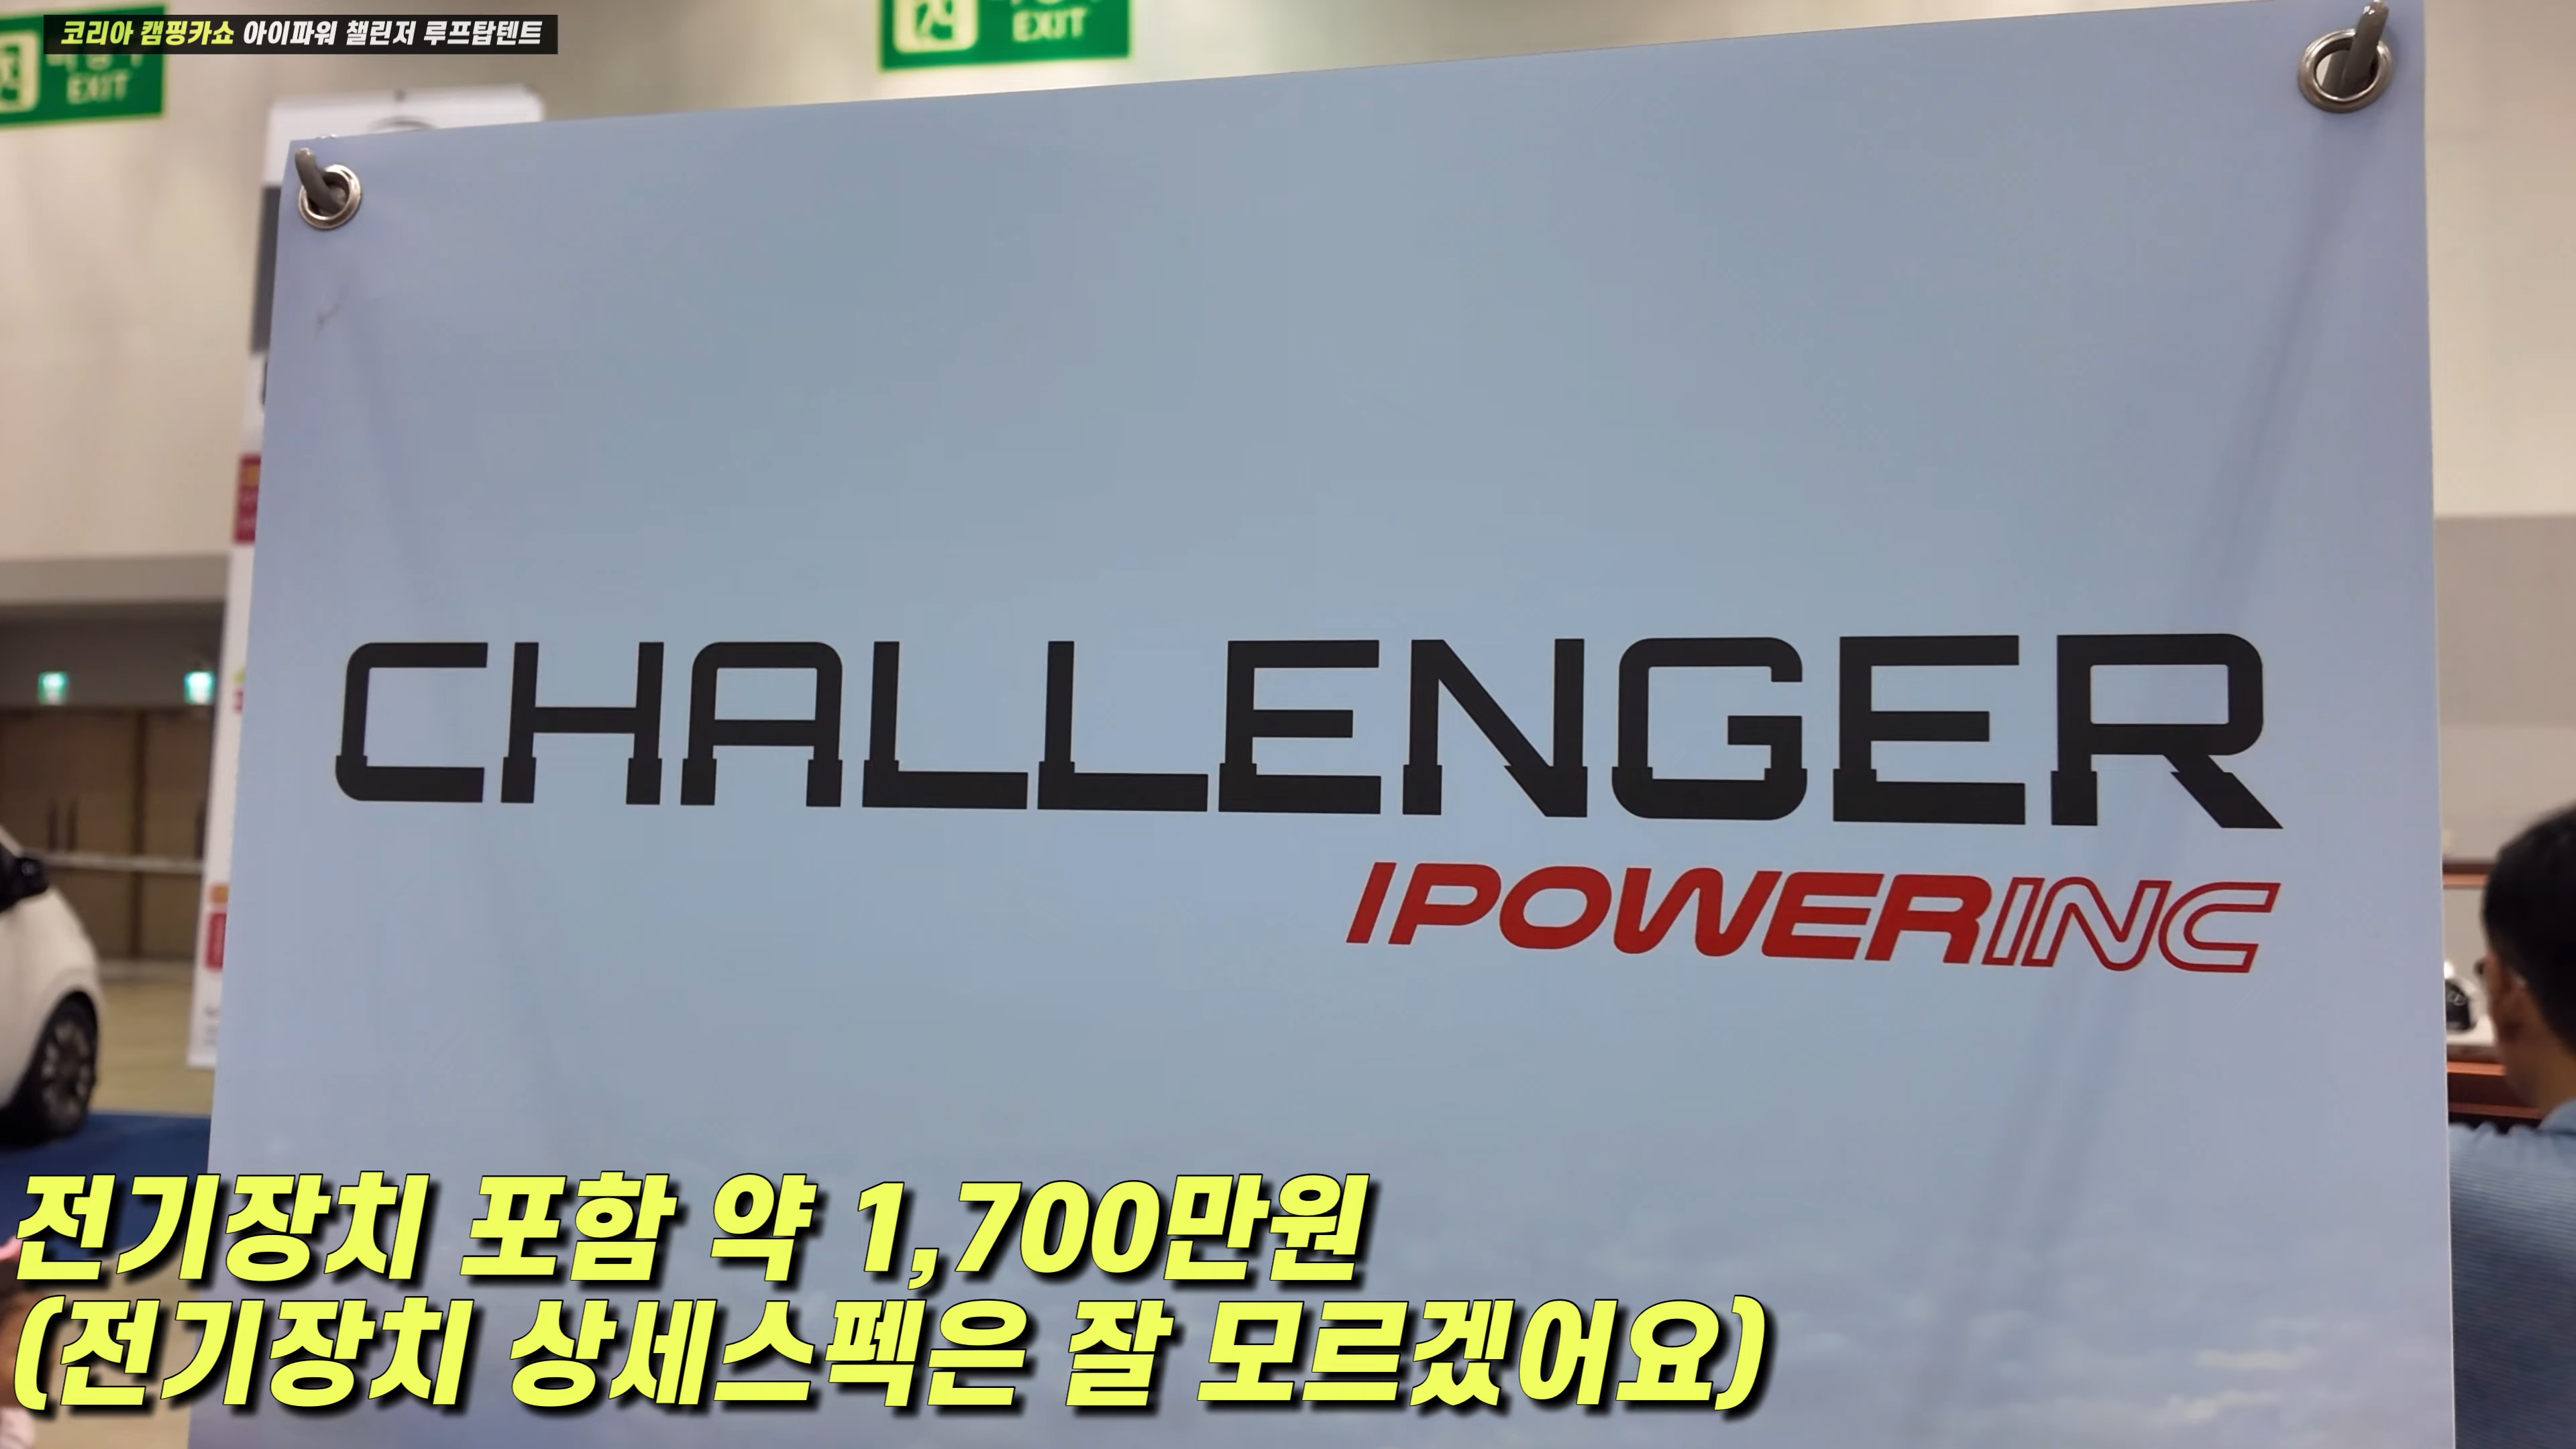 코리아 캠핑카쇼 아이파워 챌린저 루프탑텐트
EXIT
EXIT
CHALLENGER
IPOWERINC
전기장치 포함 약 1,700만원
(전기장치 상세스펙은 잘 모르겠어요)